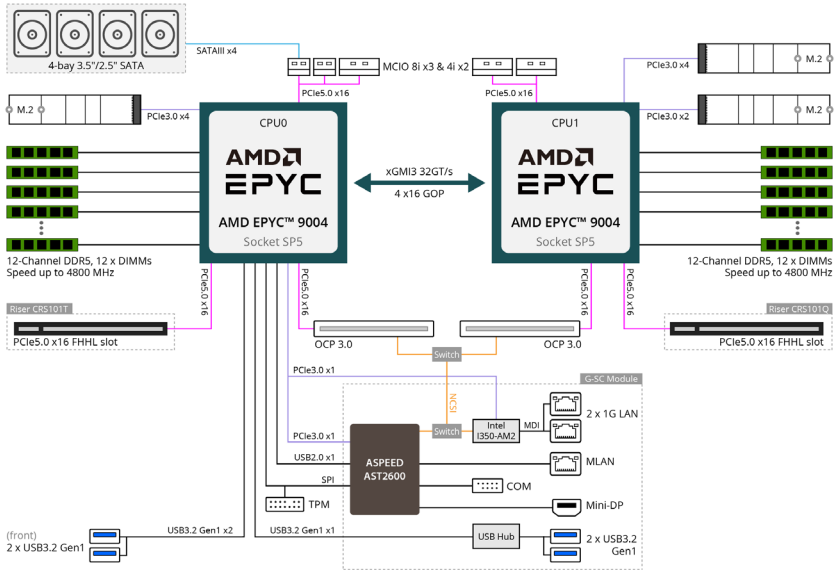 4-bay 3.5"/2.5" SATA
SATAIII x4
MCIO 8i x3 & 4i x2
PCIe5.0 x16
PCIe5.0 x16
PCIe3.0 x4
M.2
M.2
PCIe3.0 x4
PCIe3.0 x2
M.2
CPU0
AMD
EPYC
AMD EPYC™ 9004
Socket SP5
xGMI3 32GT/s
4 x16 GOP
CPU1
AMD
EPYC
AMD EPYC™ 9004
Socket SP5
12-Channel DDR5, 12 x DIMMs
Speed up to 4800 MHz
12-Channel DDR5, 12 x DIMMs
Speed up to 4800 MHz
PCIe5.0 x16
PCIe5.0 x16
PCIe5.0 x16
PCIe5.0 x16
Riser CRS101T
PCIe5.0 x16 FHHL slot
OCP 3.0
OCP 3.0
Riser CRS101Q
PCIe5.0 x16 FHHL slot
Switch
PCIe3.0 x1
G-SC Module
NCSI
2 x 1G LAN
Switch
Intel
I350-AM2
MDI
PCIe3.0 x1
USB2.0 x1
ASPEED
AST2600
MLAN
SPI
COM
TPM
Mini-DP
(front)
2 x USB3.2 Gen1
USB3.2 Gen1 x2
USB3.2 Gen1 x1
USB Hub
2 x USB3.2
Gen1